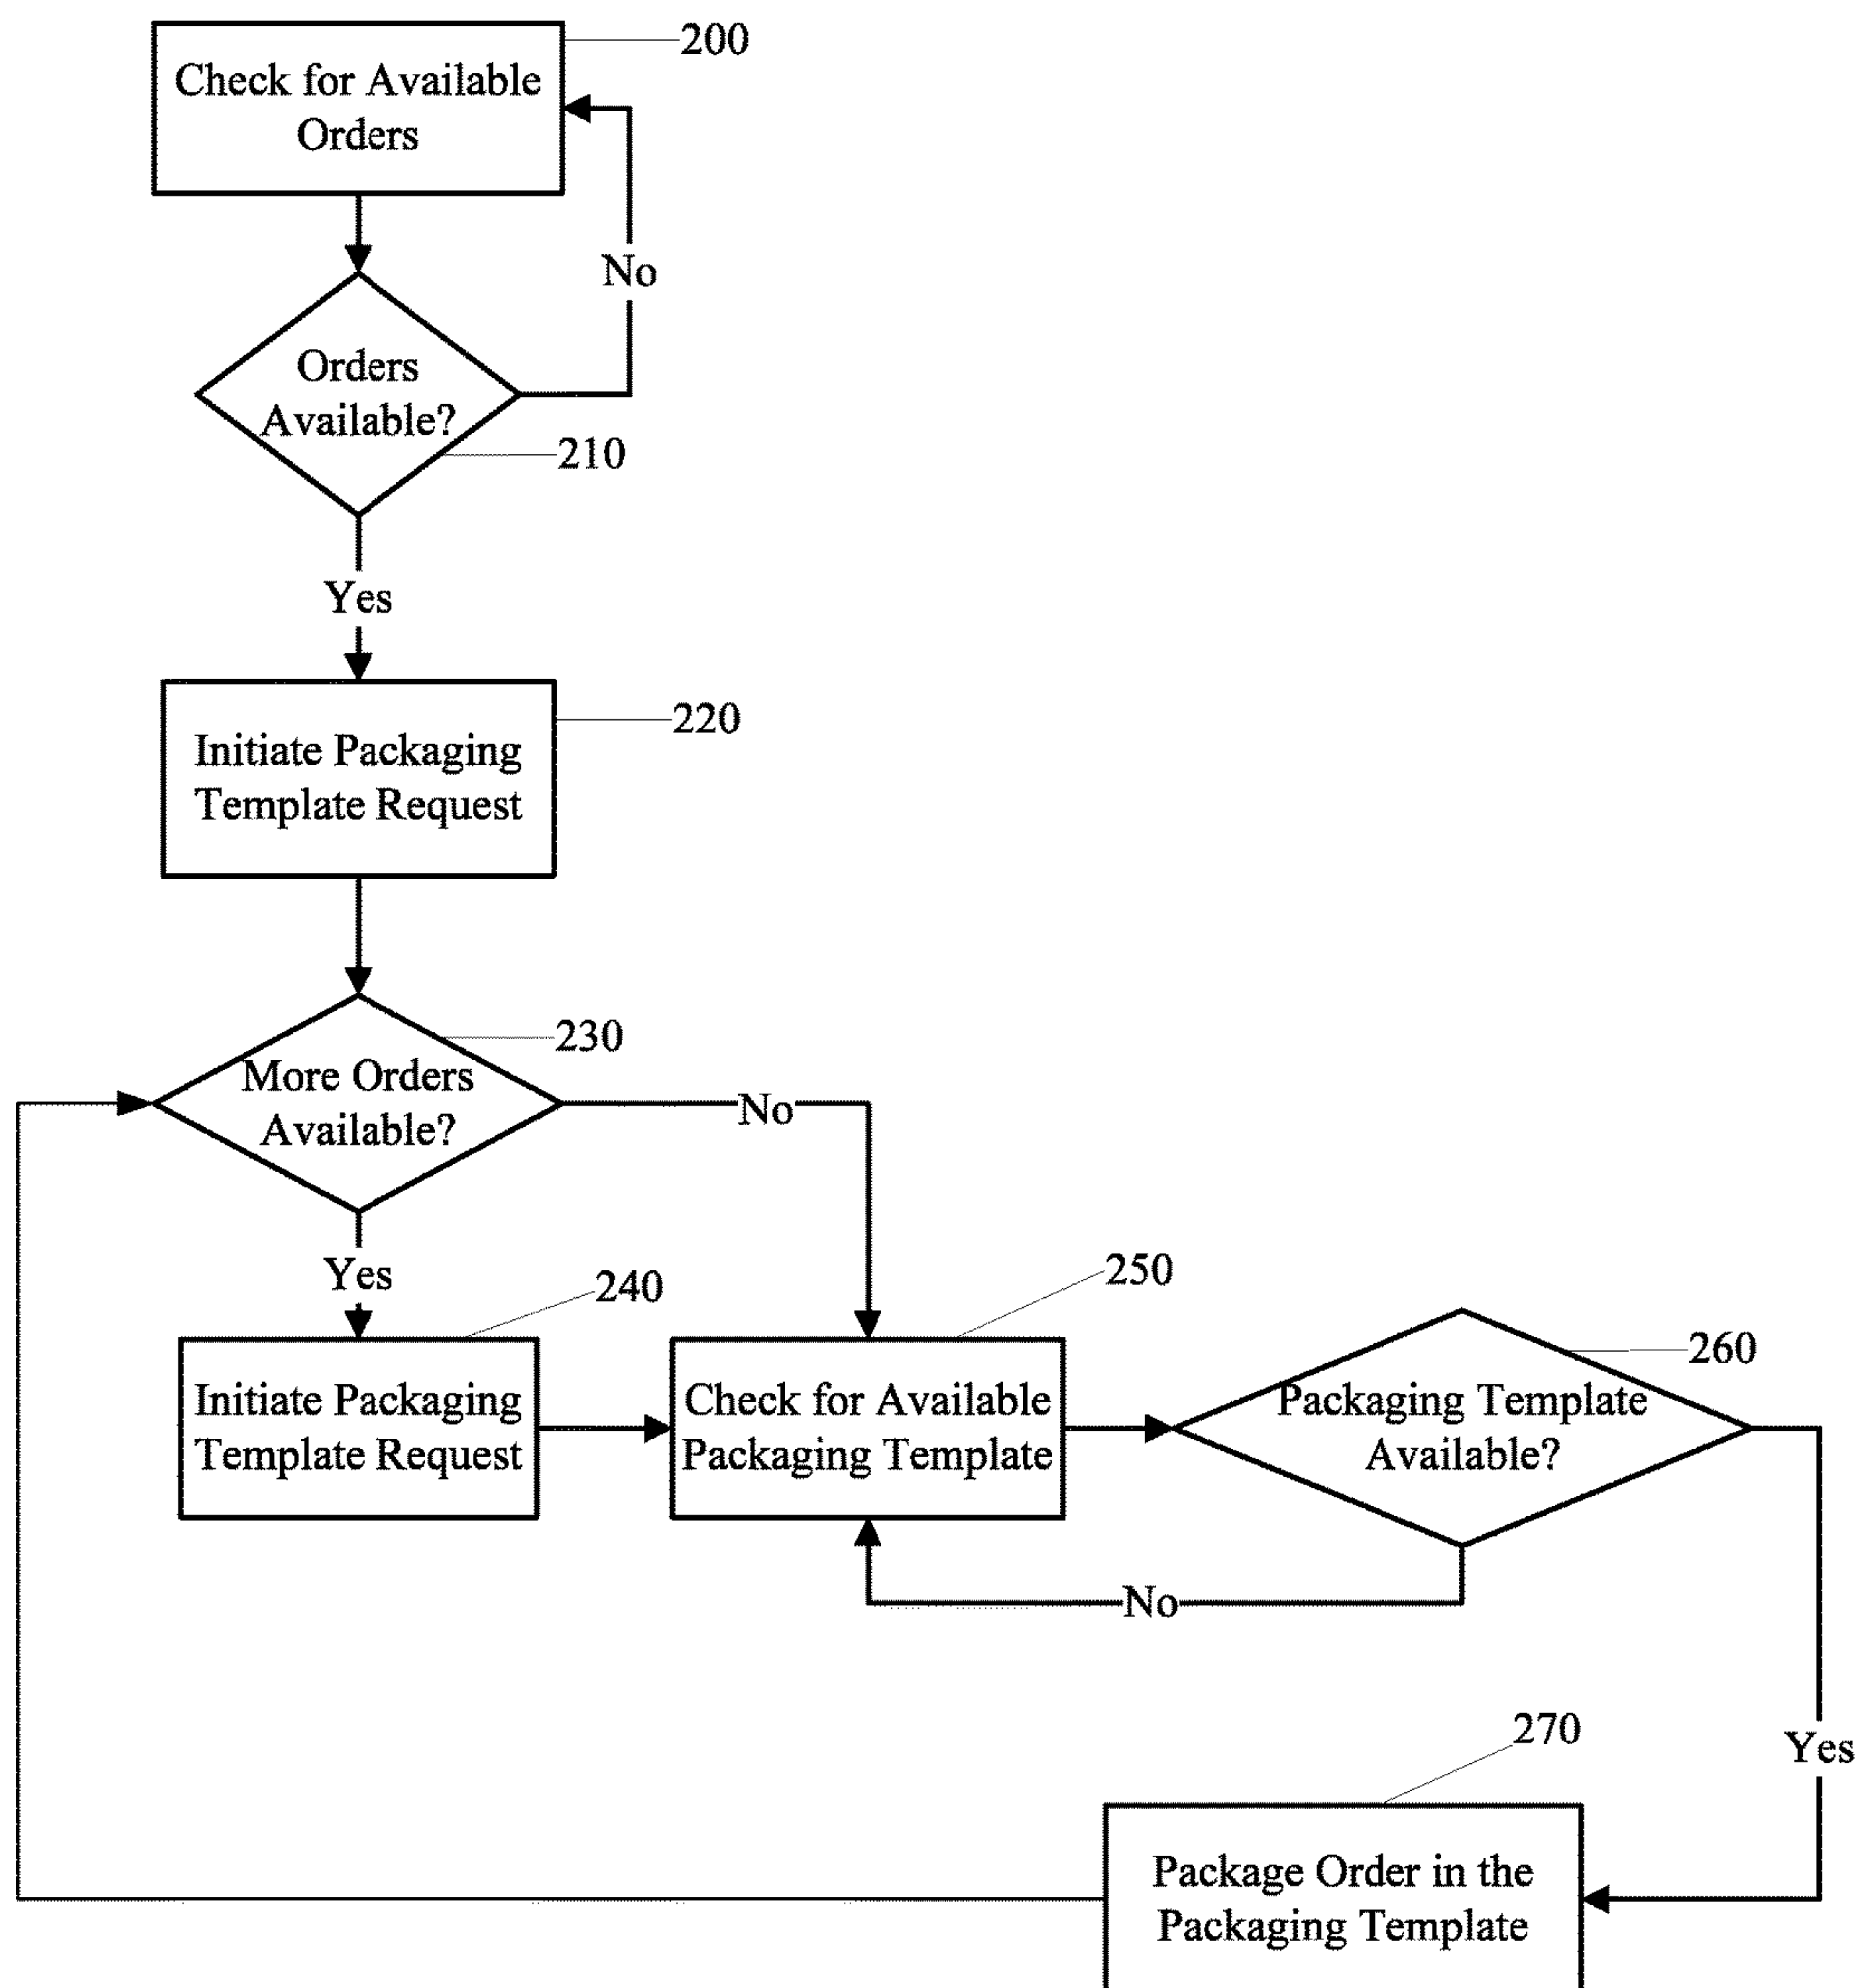 200
Check for Available
Orders
No
Orders
Available?
210
Yes
220
Initiate Packaging
Template Request
230
More Orders
Available?
No
Yes
240
250
260
Initiate Packaging
Template Request
Check for Available
Packaging Template
Packaging Template
Available?
No
270
Yes
Package Order in the
Packaging Template